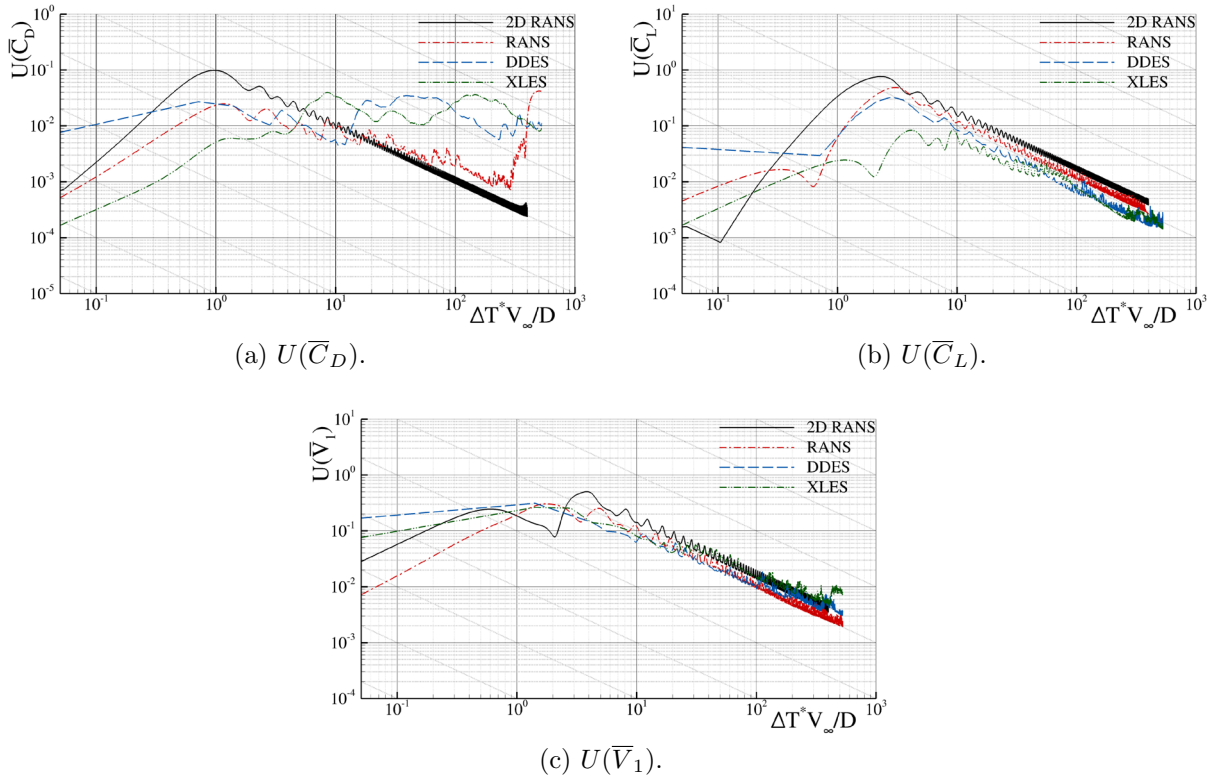 U(C̅_D)
10^0
10^-1
10^-2
10^-3
10^-4
10^-5
2D RANS
RANS
DDES
XLES
10^-1
10^0
10^1
10^2
10^3
ΔT^*V_∞/D
(a) U(C̅_D).
U(C̅_L)
10^1
10^0
10^-1
10^-2
10^-3
10^-4
2D RANS
RANS
DDES
XLES
10^-1
10^0
10^1
10^2
10^3
ΔT^*V_∞/D
(b) U(C̅_L).
U(V̅_1)
10^1
10^0
10^-1
10^-2
10^-3
10^-4
2D RANS
RANS
DDES
XLES
10^-1
10^0
10^1
10^2
10^3
ΔT^*V_∞/D
(c) U(V̅_1).